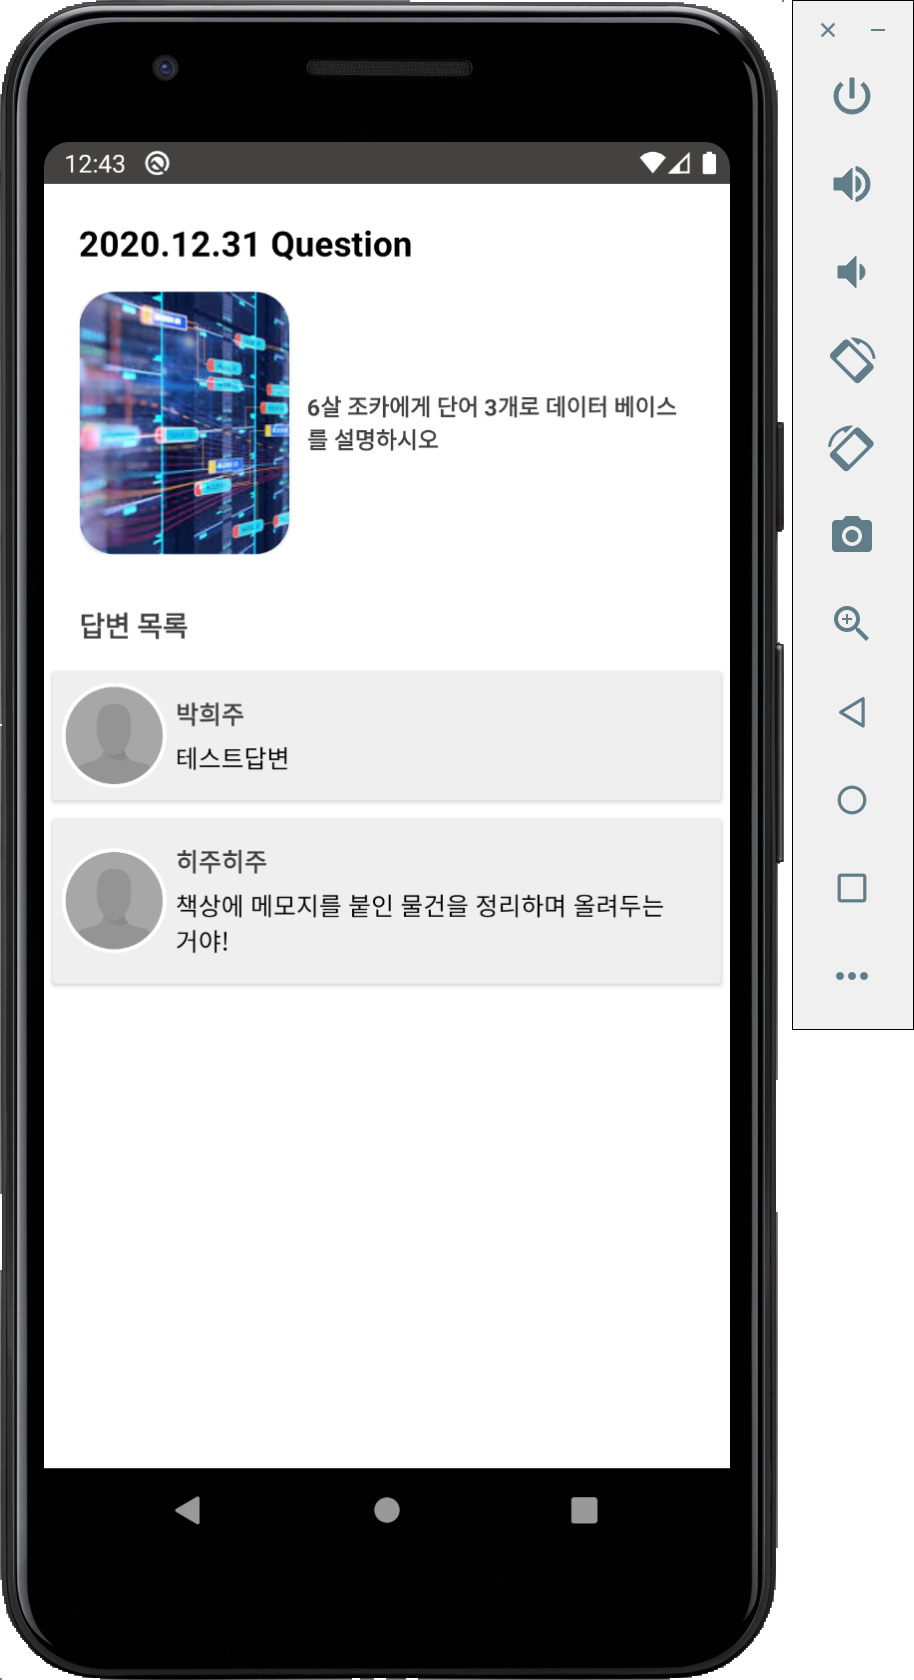 12:43
2020.12.31 Question
6살 조카에게 단어 3개로 데이터 베이스
를 설명하시오
답변 목록
박희주
테스트답변
히주히주
책상에 메모지를 붙인 물건을 정리하며 올려두는
거야!